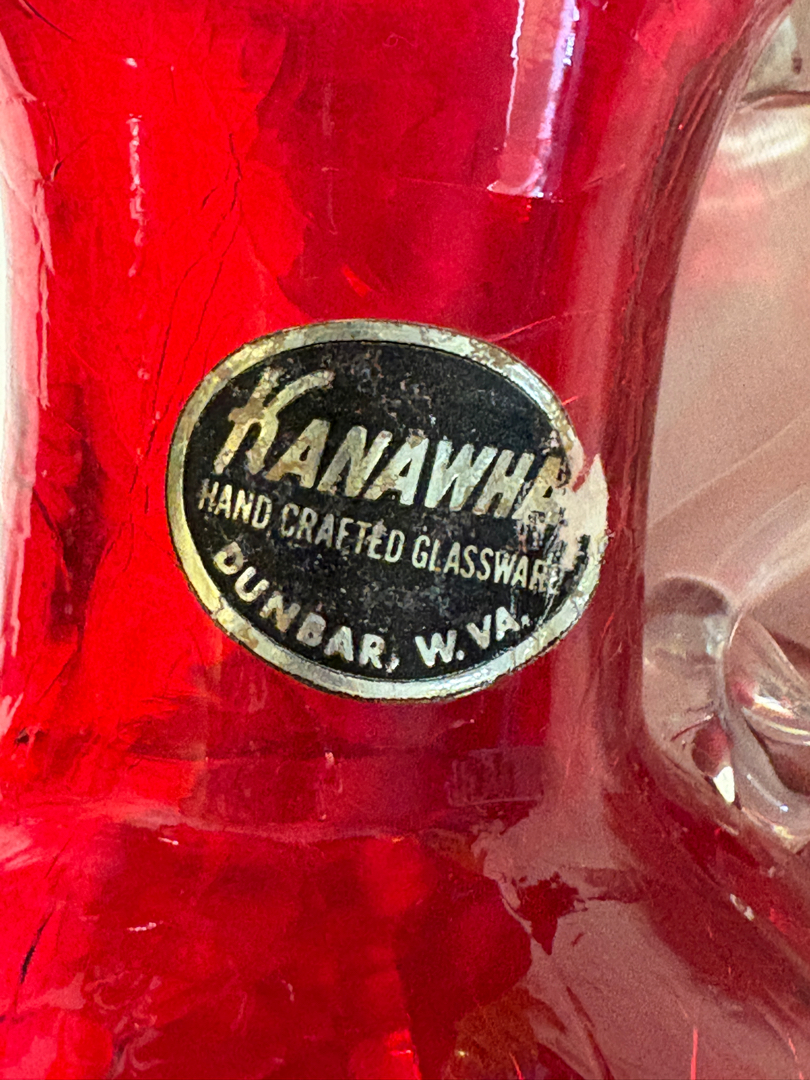 KANAWHA
HAND CRAFTED GLASSWARE
DUNBAR, W. VA.